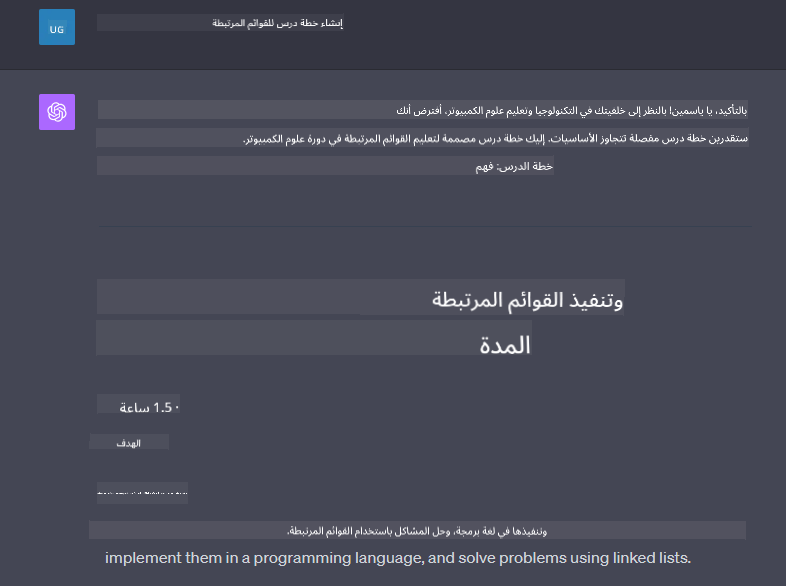 UG
إنشاء خطة درس للقوائم المرتبطة
بالتأكيد، يا ياسمين! بالنظر إلى خلفيتك في التكنولوجيا وتعليم علوم الكمبيوتر، أفترض أنك
ستقدرين خطة درس مفصلة تتجاوز الأساسيات. إليك خطة درس مصممة لتعليم القوائم المرتبطة في دورة علوم الكمبيوتر.
خطة الدرس: فهم
وتنفيذ القوائم المرتبطة
المدة
· 1.5 ساعة
الهدف
وتنفيذها في لغة برمجة، وحل المشاكل باستخدام القوائم المرتبطة.
implement them in a programming language, and solve problems using linked lists.